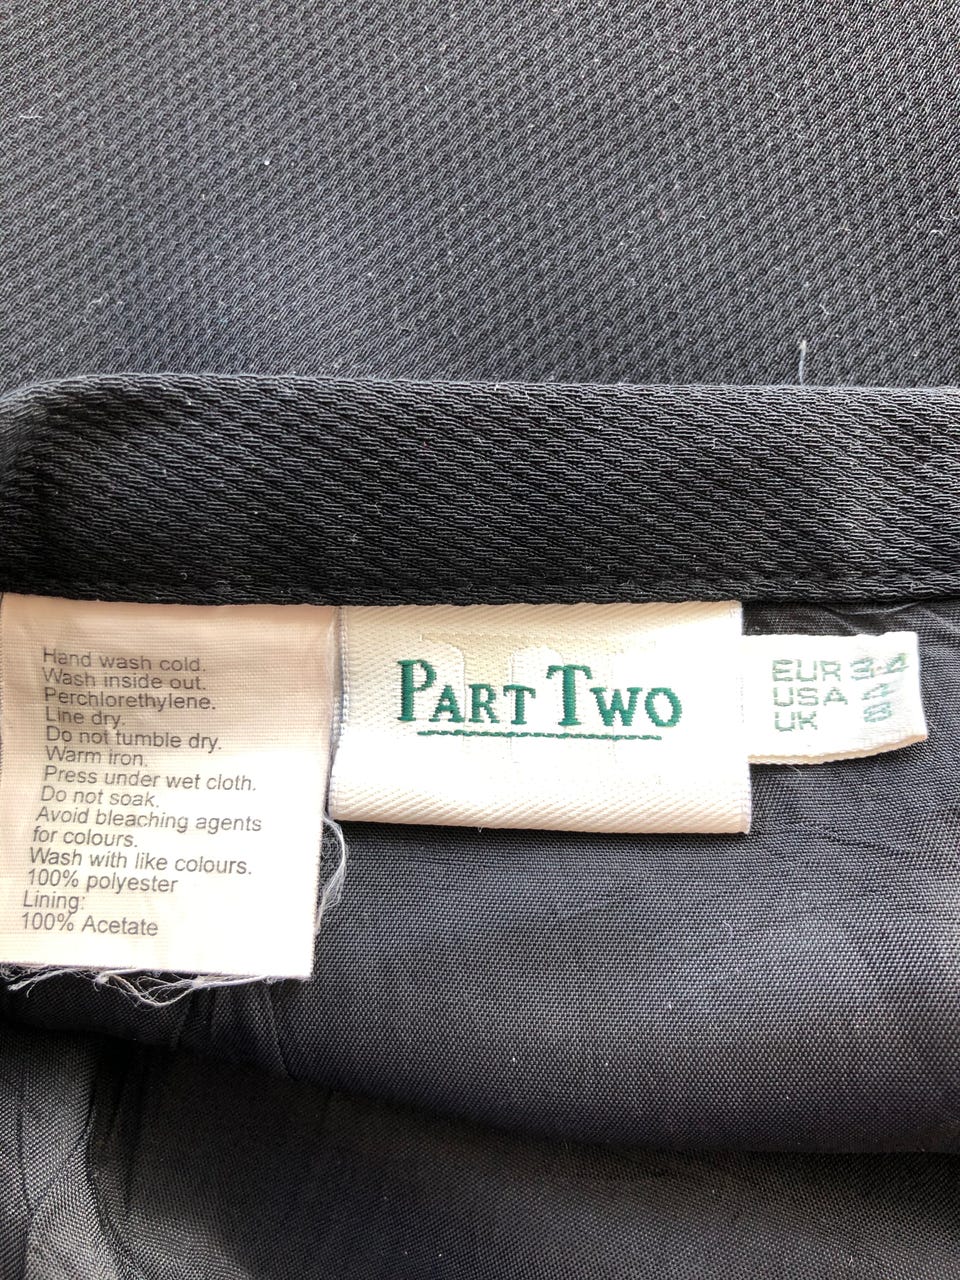 Hand wash cold.
Wash inside out.
Perchlorethylene.
Line dry.
Do not tumble dry.
Warm iron.
Press under wet cloth.
Do not soak.
Avoid bleaching agents
for colours.
Wash with like colours.
100% polyester
Lining:
100% Acetate
PART TWO
EUR 34
USA 4
UK 8